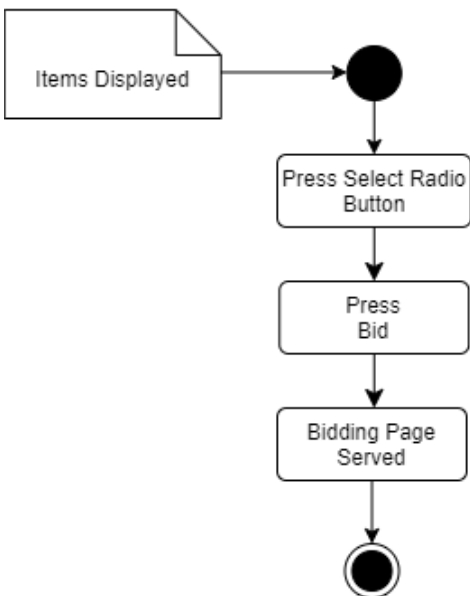 Items Displayed
Press Select Radio
Button
Press
Bid
Bidding Page
Served